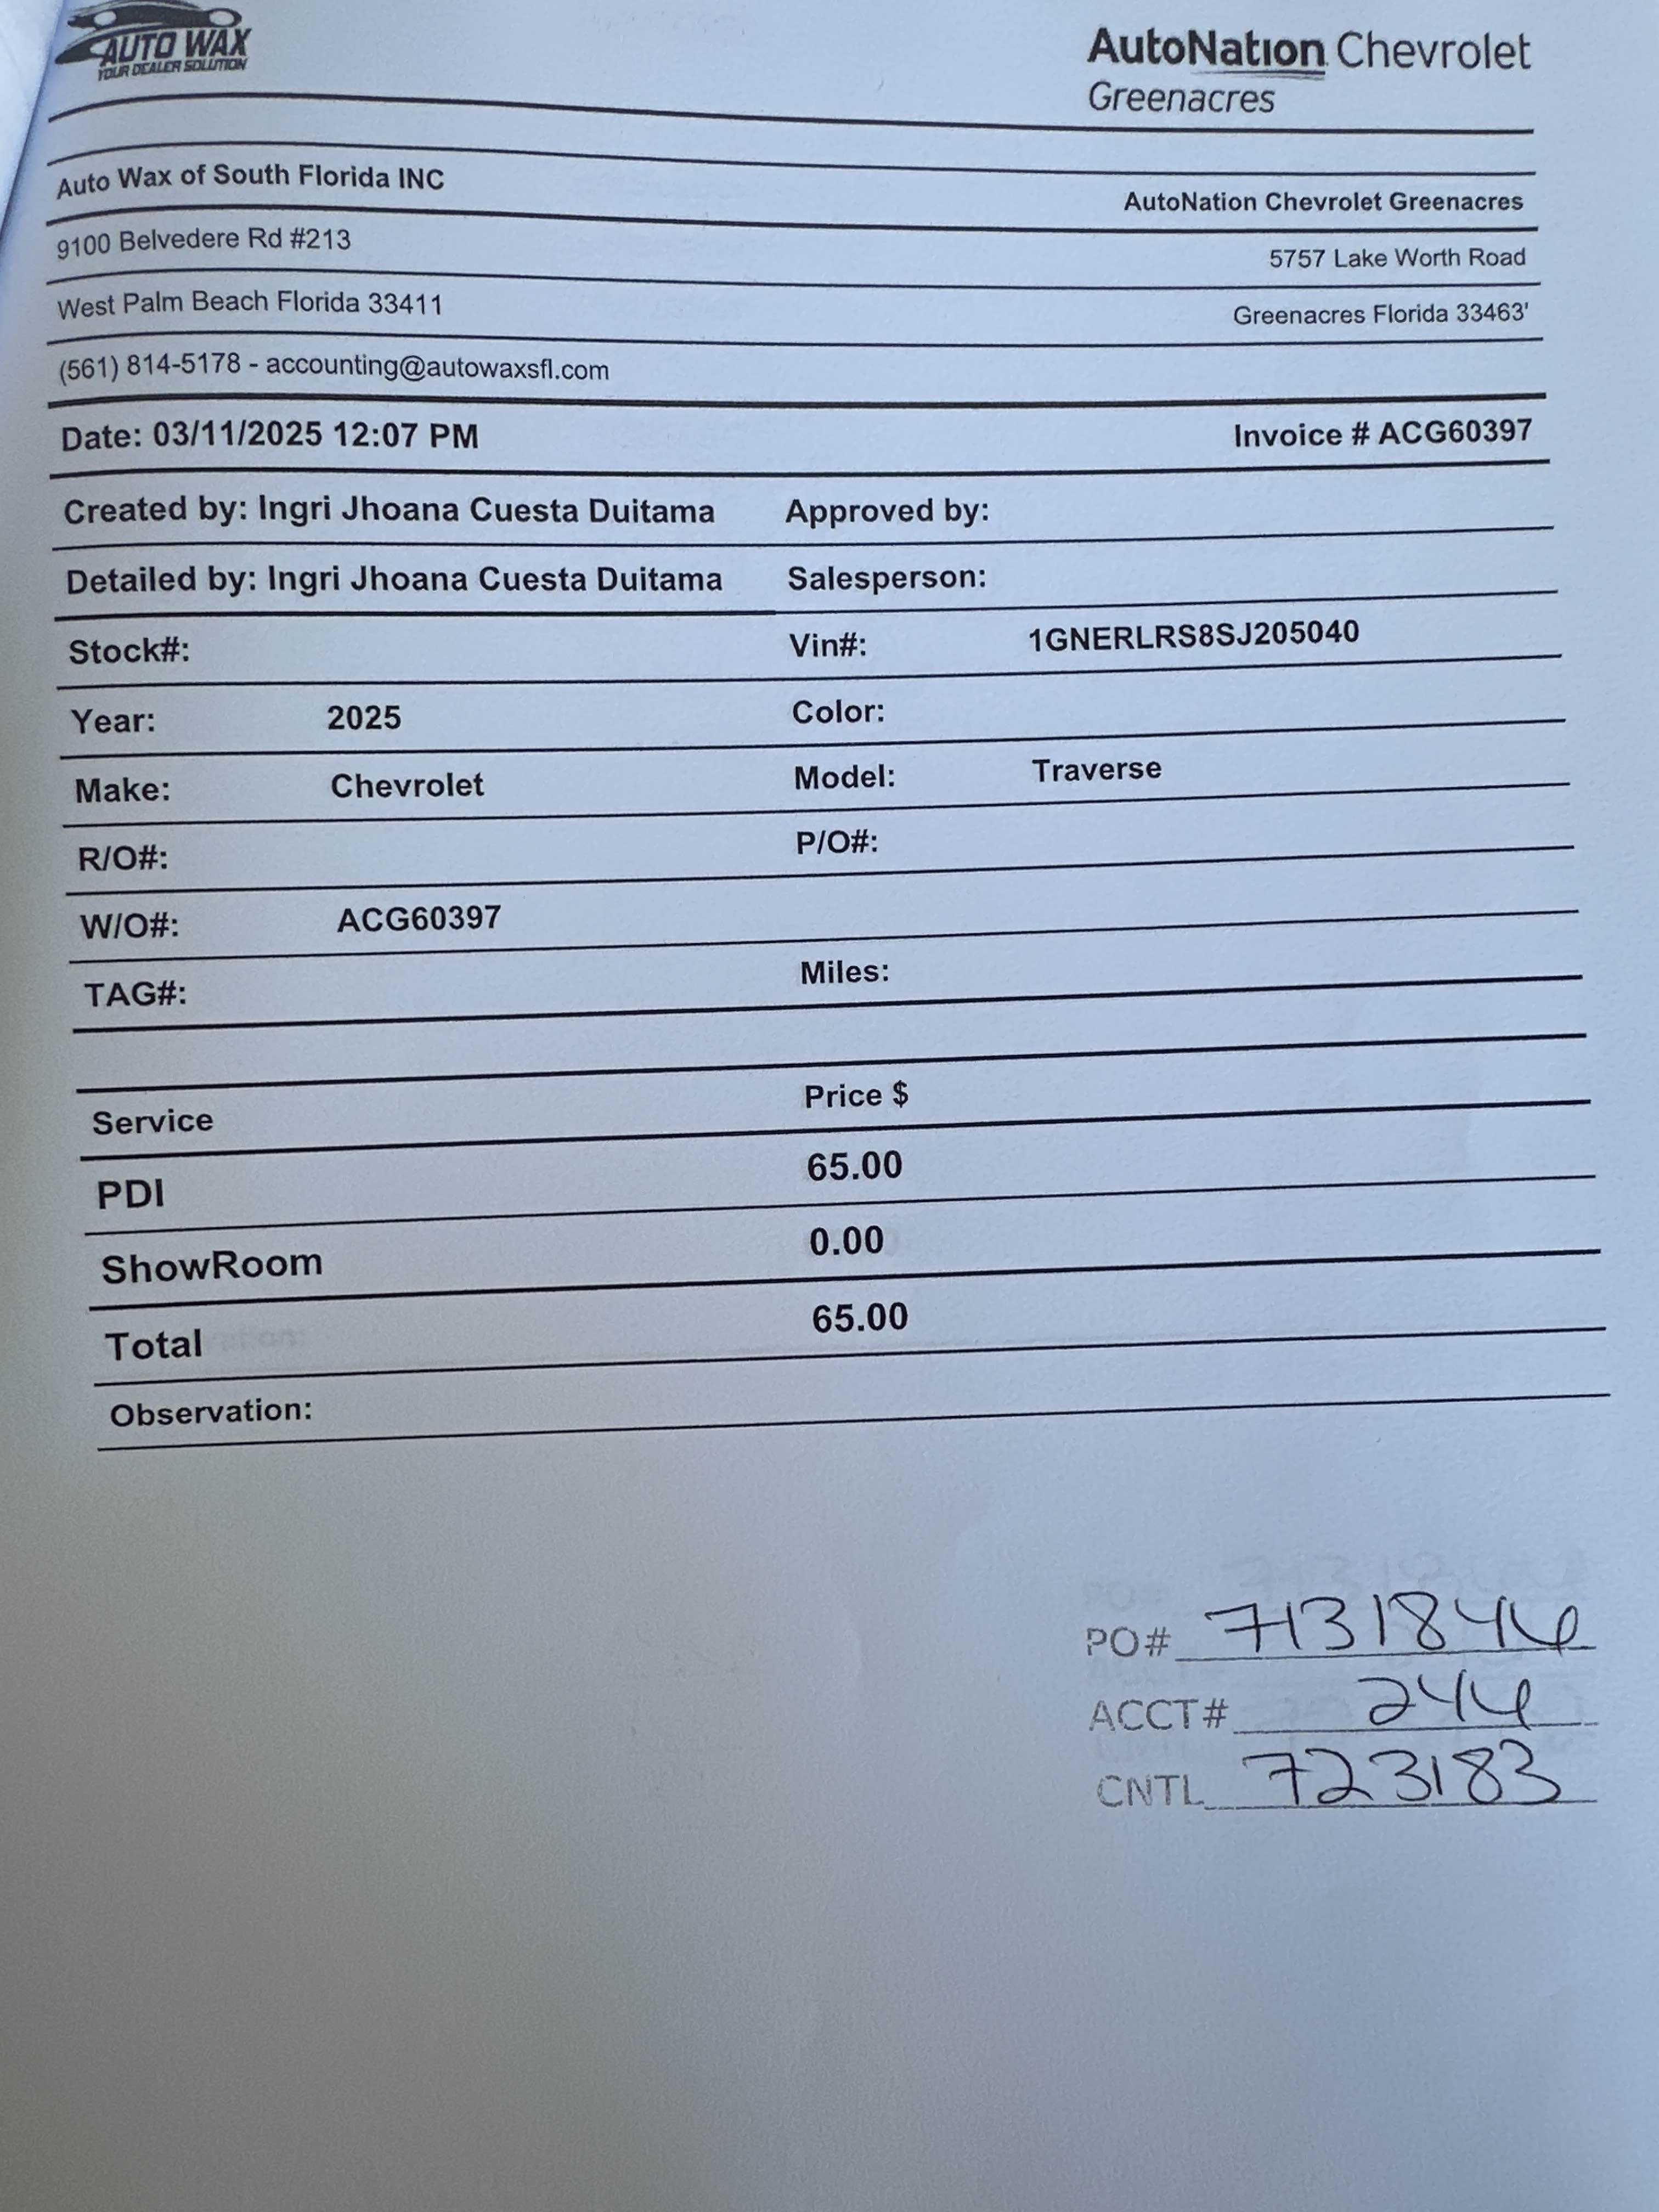 AUTO WAX
YOUR DEALER SOLUTION
AutoNation Chevrolet
Greenacres
Auto Wax of South Florida INC
AutoNation Chevrolet Greenacres
9100 Belvedere Rd #213
5757 Lake Worth Road
West Palm Beach Florida 33411
Greenacres Florida 33463'
(561) 814-5178 - accounting@autowaxsfl.com
Date: 03/11/2025 12:07 PM Invoice # ACG60397
Created by: Ingri Jhoana Cuesta Duitama Approved by:
Detailed by: Ingri Jhoana Cuesta Duitama Salesperson:
Stock#: Vin#: 1GNERLRS8SJ205040
Year: 2025 Color:
Make: Chevrolet Model: Traverse
R/O#: P/O#:
W/O#: ACG60397
TAG#: Miles:
Service Price $
PDI 65.00
ShowRoom 0.00
Total 65.00
Observation:
PO# 7131846
ACCT# 244
CNTL 723183